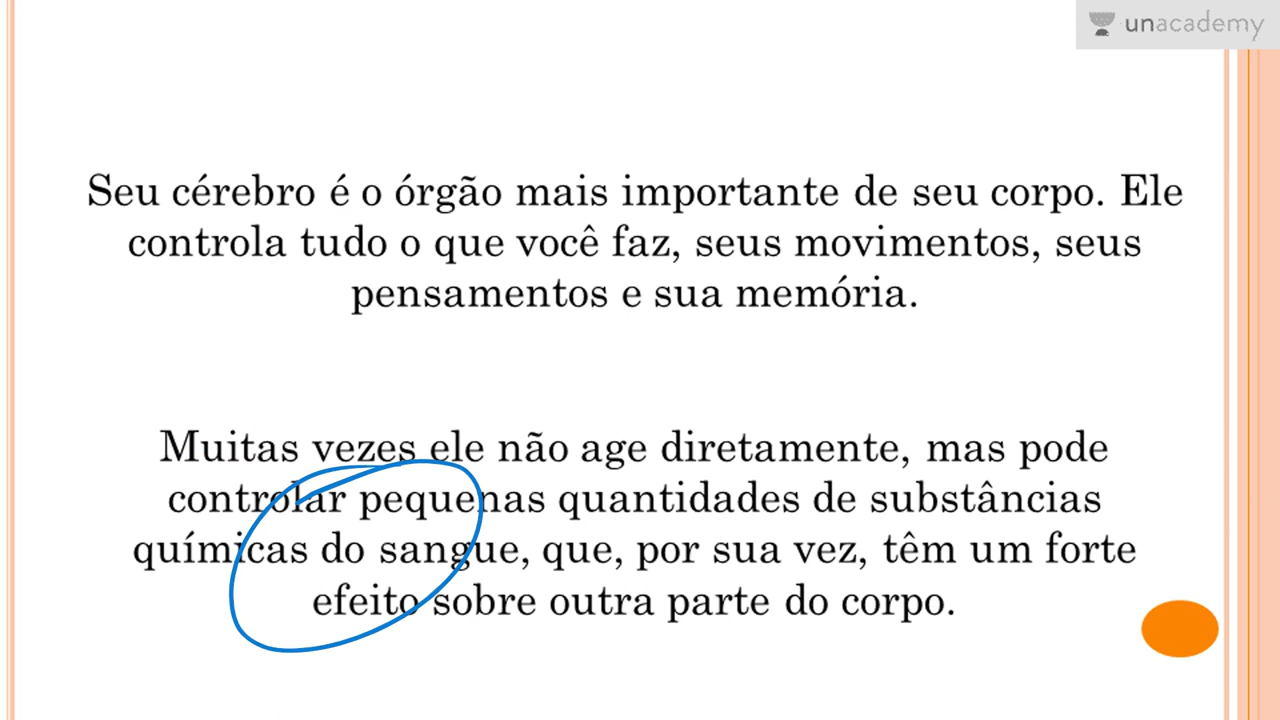 unacademy
Seu cérebro é o órgão mais importante de seu corpo. Ele
controla tudo o que você faz, seus movimentos, seus
pensamentos e sua memória.
Muitas vezes ele não age diretamente, mas pode
controlar pequenas quantidades de substâncias
químicas do sangue, que, por sua vez, têm um forte
efeito sobre outra parte do corpo.